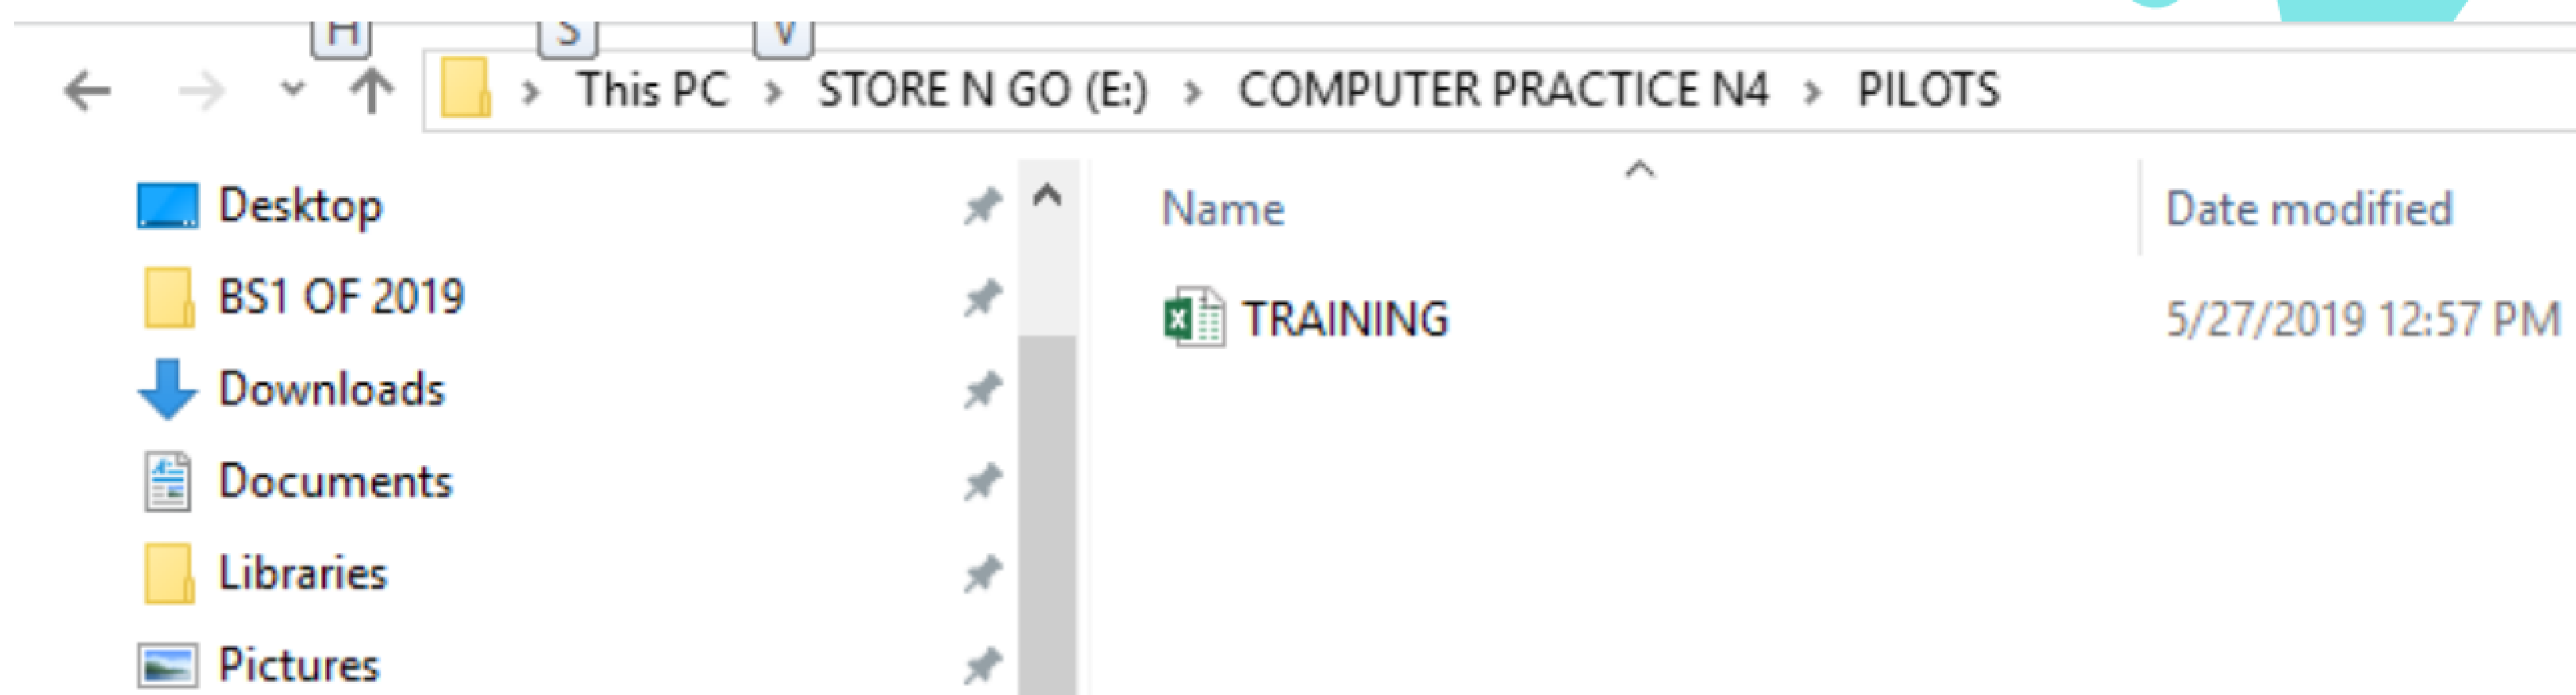 H S V
This PC > STORE N GO (E:) > COMPUTER PRACTICE N4 > PILOTS
Desktop
BS1 OF 2019
Downloads
Documents
Libraries
Pictures
Name Date modified
TRAINING 5/27/2019 12:57 PM